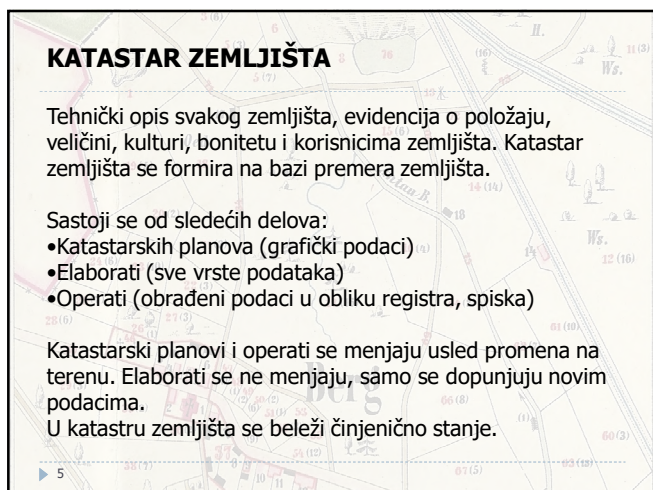 KATASTAR ZEMLJIŠTA
Tehnički opis svakog zemljišta, evidencija o položaju,
veličini, kulturi, bonitetu i korisnicima zemljišta. Katastar
zemljišta se formira na bazi premera zemljišta.
Sastoji se od sledećih delova:
•Katastarskih planova (grafički podaci)
•Elaborati (sve vrste podataka)
•Operati (obrađeni podaci u obliku registra, spiska)
Katastarski planovi i operati se menjaju usled promena na
terenu. Elaborati se ne menjaju, samo se dopunjuju novim
podacima.
U katastru zemljišta se beleži činjenično stanje.
5
Berg